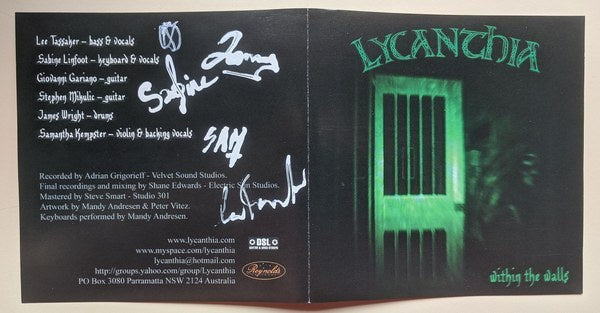 Lee Tassaker – bass & vocals
Sabine Linfoot – keyboard & vocals
Giovanni Gariano – guitar
Stephen Mikulic – guitar
James Wright – drums
Samantha Kempster – violin & backing vocals
Sabine
SAM
Recorded by Adrian Grigorieff - Velvet Sound Studios.
Final recordings and mixing by Shane Edwards - Electric Sun Studios.
Mastered by Steve Smart - Studio 301
Artwork by Mandy Andresen & Peter Vitez.
Keyboards performed by Mandy Andresen.
www.lycanthia.com
www.myspace.com/lycanthia
lycanthia@hotmail.com
http://groups.yahoo.com/group/Lycanthia
PO Box 3080 Parramatta NSW 2124 Australia
DSL
Reynolds
LYCANTHIA
within the walls